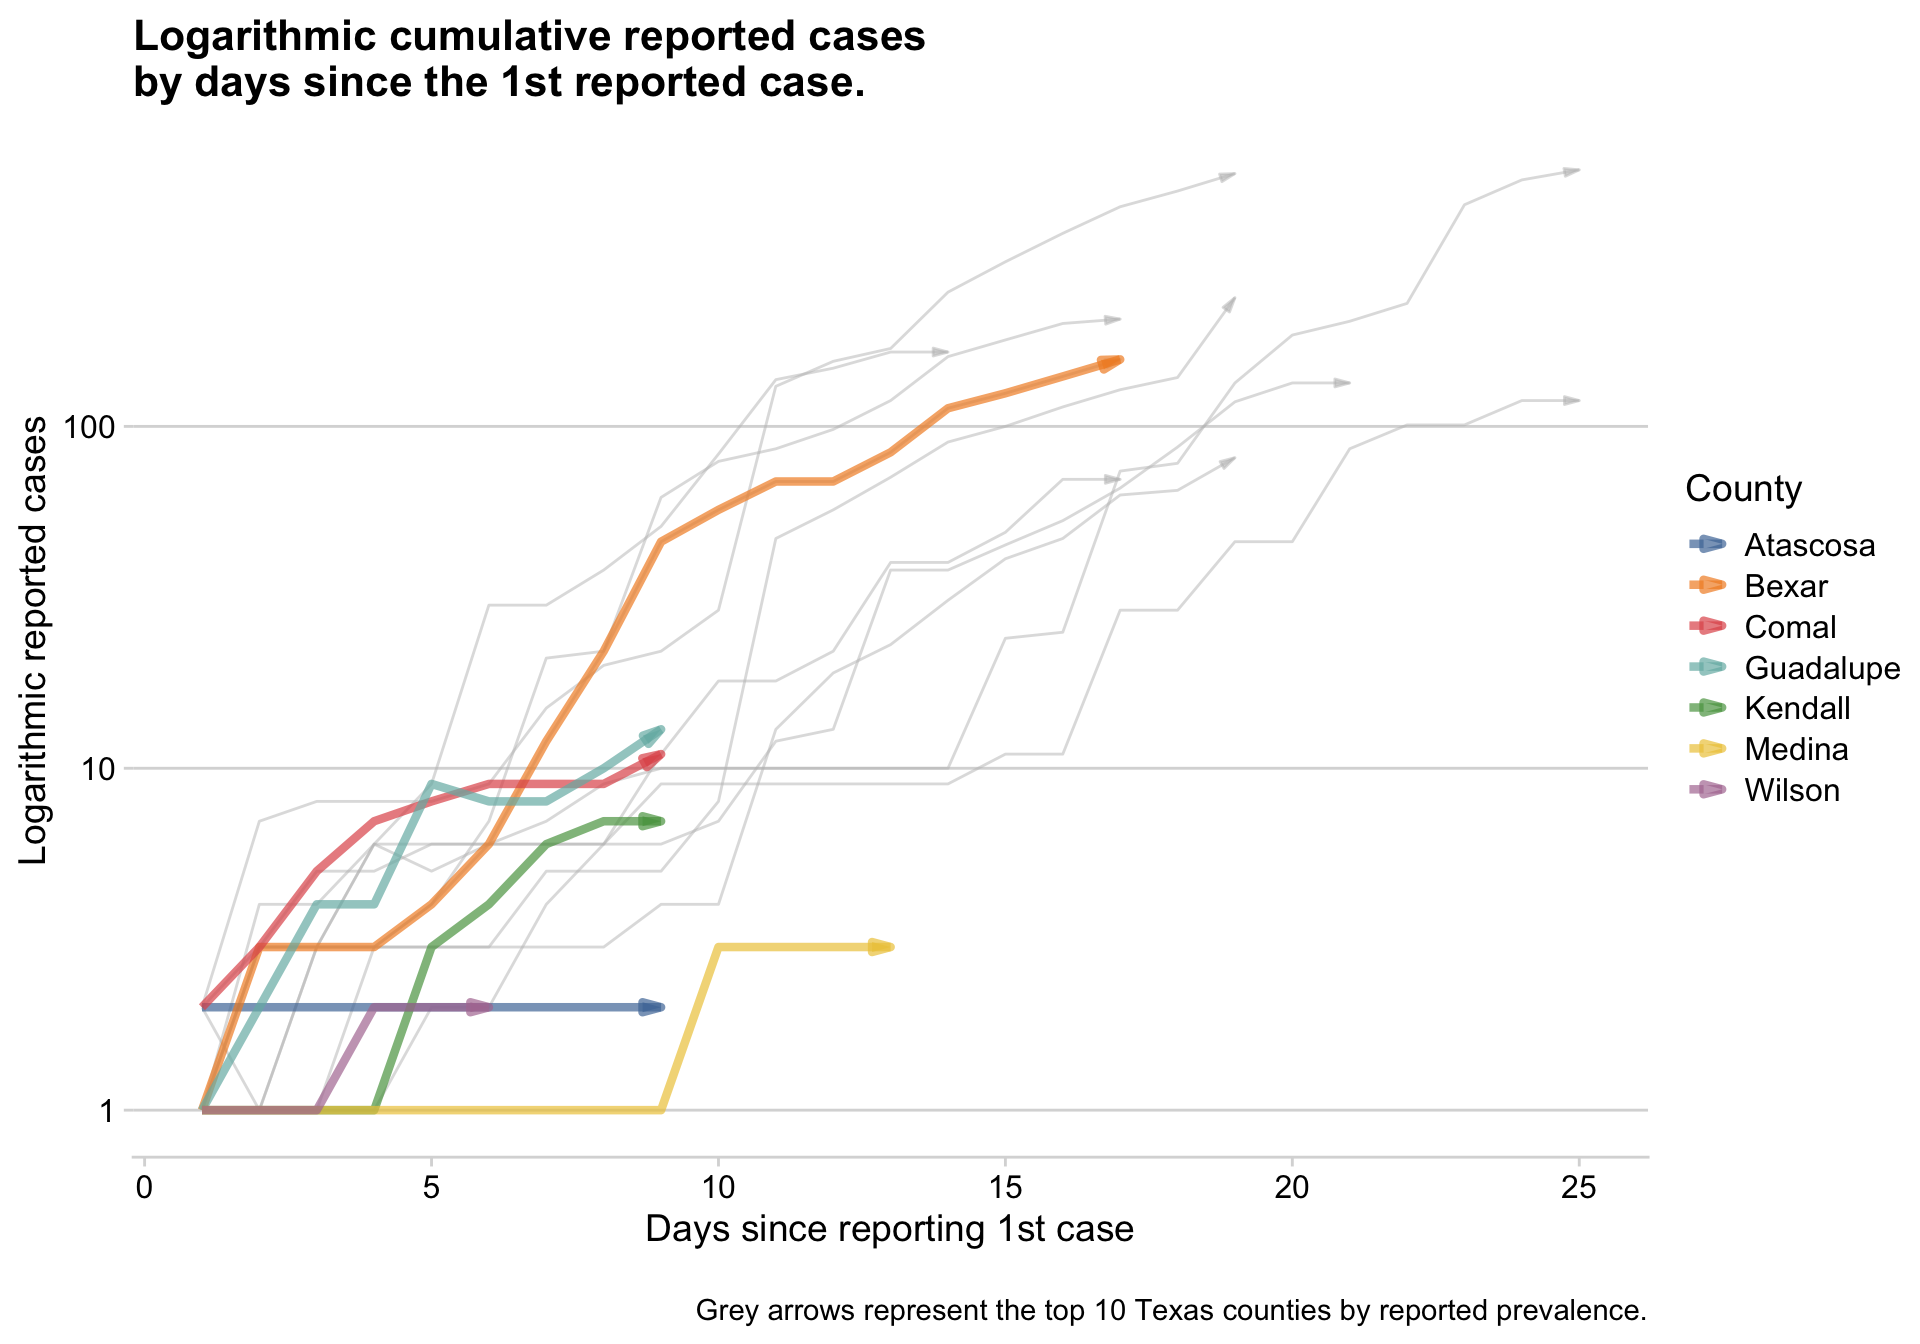 Logarithmic cumulative reported cases
by days since the 1st reported case.
Logarithmic reported cases
100
10
1
0 5 10 15 20 25
Days since reporting 1st case
County
Atascosa
Bexar
Comal
Guadalupe
Kendall
Medina
Wilson
Grey arrows represent the top 10 Texas counties by reported prevalence.